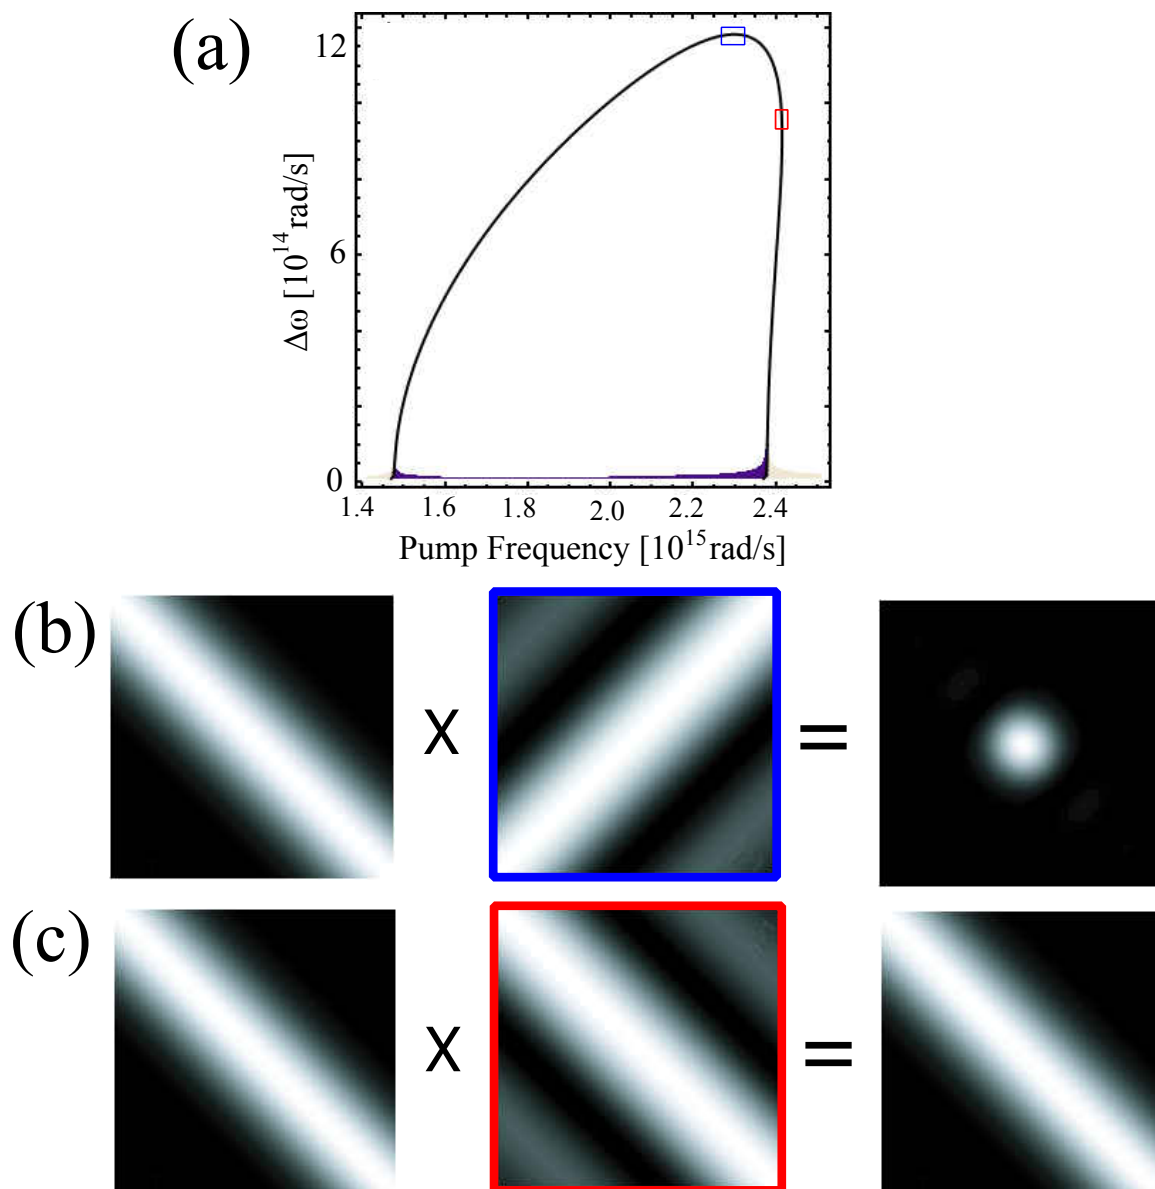 (a)
12
6
0
Δω [10^14 rad/s]
1.4 1.6 1.8 2.0 2.2 2.4
Pump Frequency [10^15 rad/s]
(b) X =
(c) X =